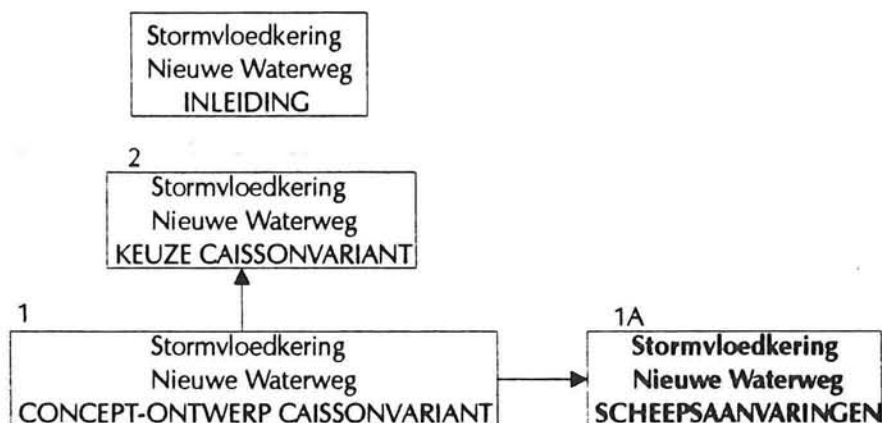 Stormvloedkering
Nieuwe Waterweg
INLEIDING
2
Stormvloedkering
Nieuwe Waterweg
KEUZE CAISSONVARIANT
1
Stormvloedkering
Nieuwe Waterweg
CONCEPT-ONTWERP CAISSONVARIANT
1A
Stormvloedkering
Nieuwe Waterweg
SCHEEPSAANVARINGEN